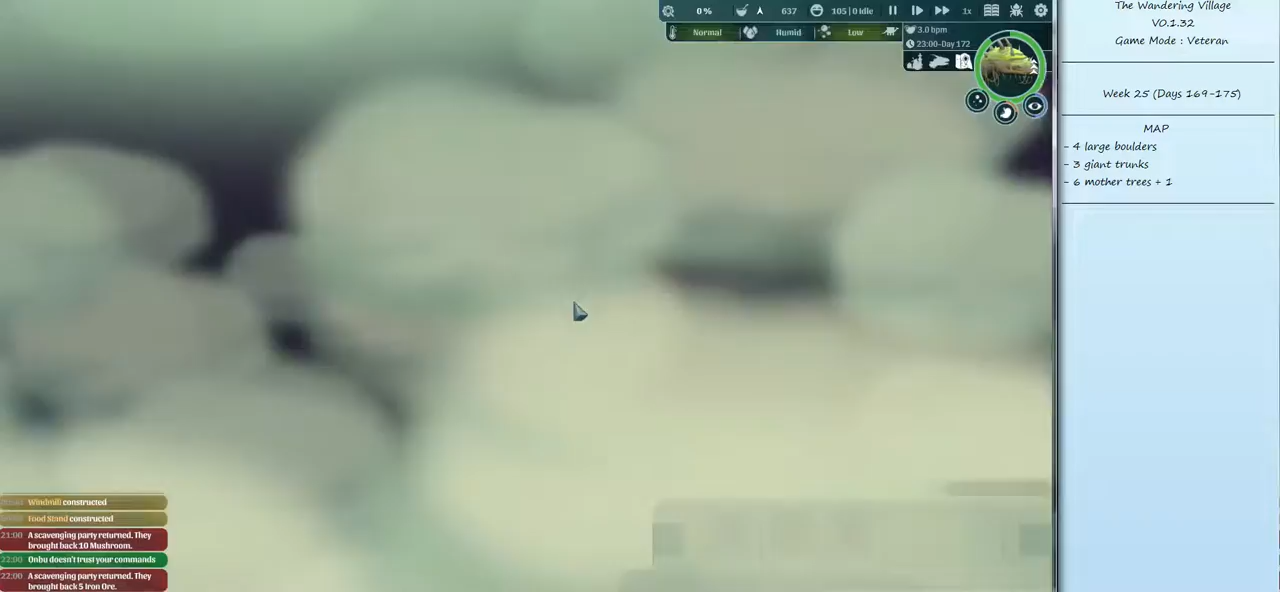 0 %
637
105 | 0 Idle
1x
Normal
Humid
Low
3.0 bpm
23:00-Day 172
The Wandering Village
V0.1.32
Game Mode : Veteran
Week 25 (Days 169-175)
MAP
- 4 large boulders
- 3 giant trunks
- 6 mother trees + 1
Windmill constructed
Food Stand constructed
21:00 A scavenging party returned. They
brought back 10 Mushroom.
22:00 Onbu doesn't trust your commands
22:00 A scavenging party returned. They
brought back 5 Iron Ore.